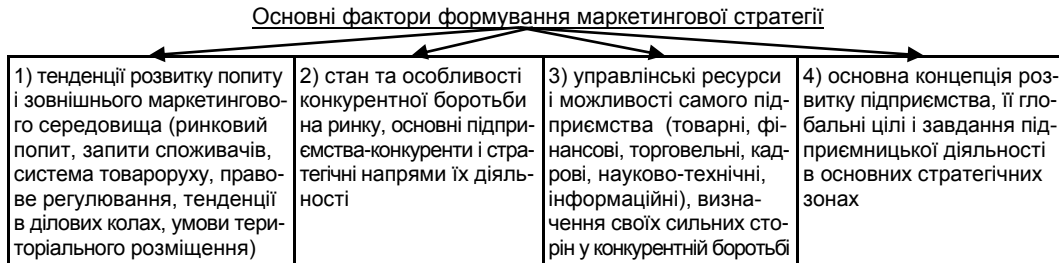 Основні фактори формування маркетингової стратегії
1) тенденції розвитку попиту
і зовнішнього маркетингово-
го середовища (ринковий
попит, запити споживачів,
система товароруху, право-
ве регулювання, тенденції
в ділових колах, умови тери-
торіального розміщення)
2) стан та особливості
конкурентної боротьби
на ринку, основні підпри-
ємства-конкуренти і стра-
тегічні напрями їх діяль-
ності
3) управлінські ресурси
і можливості самого під-
приємства (товарні, фі-
нансові, торговельні, кад-
рові, науково-технічні,
інформаційні), визна-
чення своїх сильних сто-
рін у конкурентній боротьбі
4) основна концепція роз-
витку підприємства, її гло-
бальні цілі і завдання під-
приємницької діяльності
в основних стратегічних
зонах